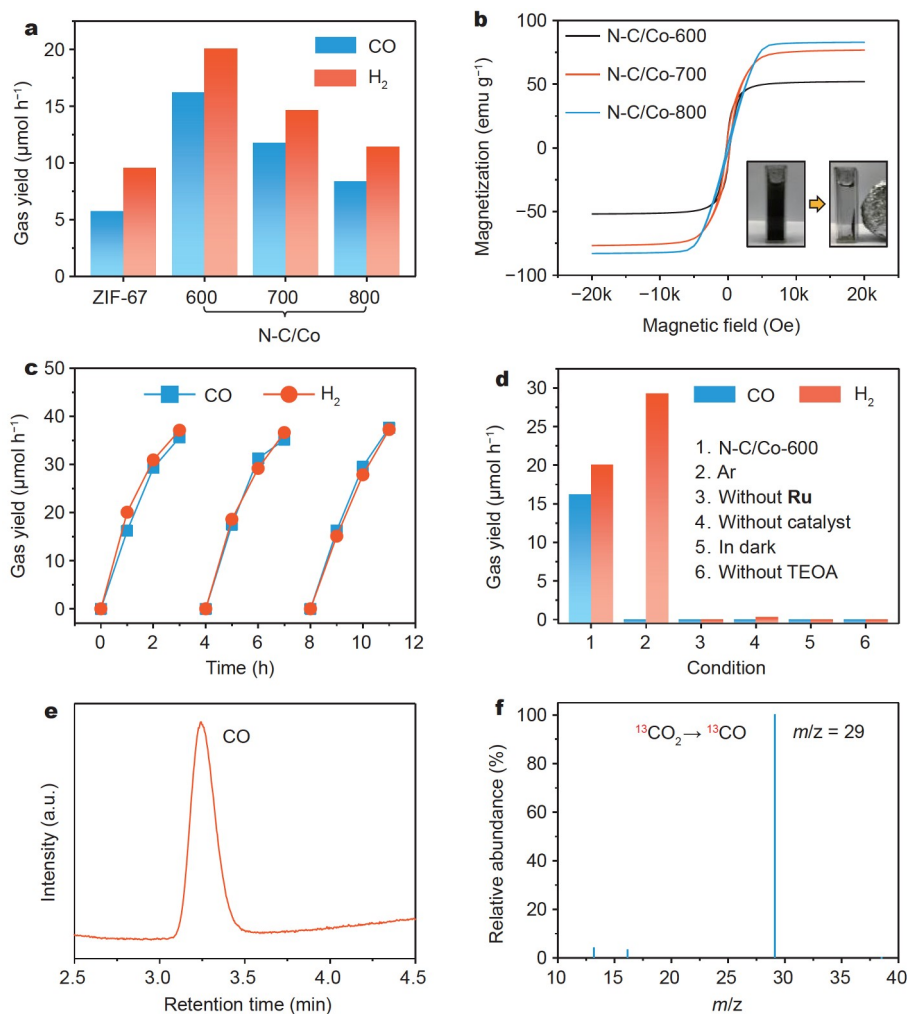 a
CO
H₂
Gas yield (μmol h⁻¹)
20
15
10
5
0
ZIF-67
600
700
800
N-C/Co
b
N-C/Co-600
N-C/Co-700
N-C/Co-800
Magnetization (emu g⁻¹)
100
50
0
−50
−100
−20k
−10k
0
10k
20k
Magnetic field (Oe)
c
CO
H₂
Gas yield (μmol h⁻¹)
50
40
30
20
10
0
0
2
4
6
8
10
12
Time (h)
d
CO
H₂
1. N-C/Co-600
2. Ar
3. Without Ru
4. Without catalyst
5. In dark
6. Without TEOA
Gas yield (μmol h⁻¹)
30
25
20
15
10
5
0
1
2
3
4
5
6
Condition
e
CO
Intensity (a.u.)
2.5
3.0
3.5
4.0
4.5
Retention time (min)
f
¹³CO₂→ ¹³CO
m/z = 29
Relative abundance (%)
100
80
60
40
20
0
10
15
20
25
30
35
40
m/z